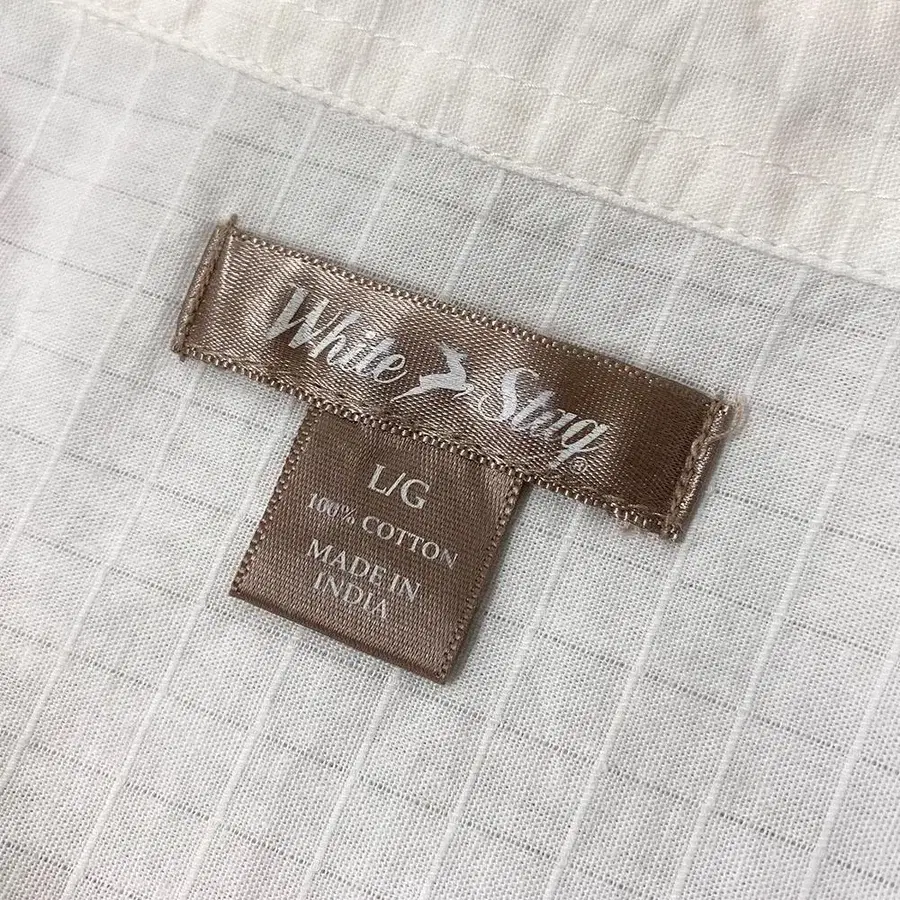 White Stag
L/G
100% COTTON
MADE IN
INDIA